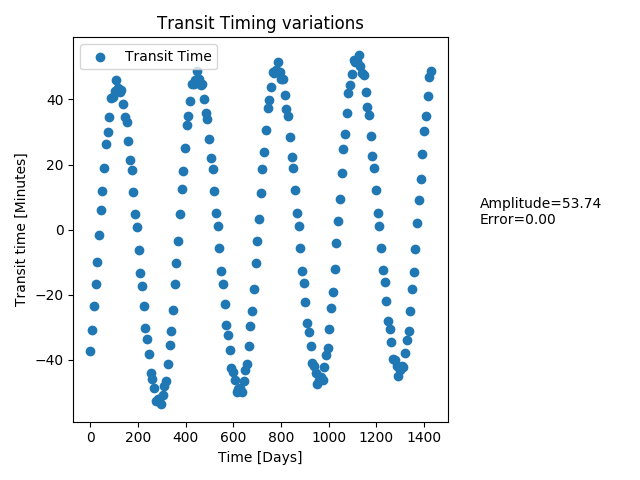 Transit Timing variations
Transit Time
Transit time [Minutes]
40
20
0
−20
−40
0 200 400 600 800 1000 1200 1400
Time [Days]
Amplitude=53.74
Error=0.00